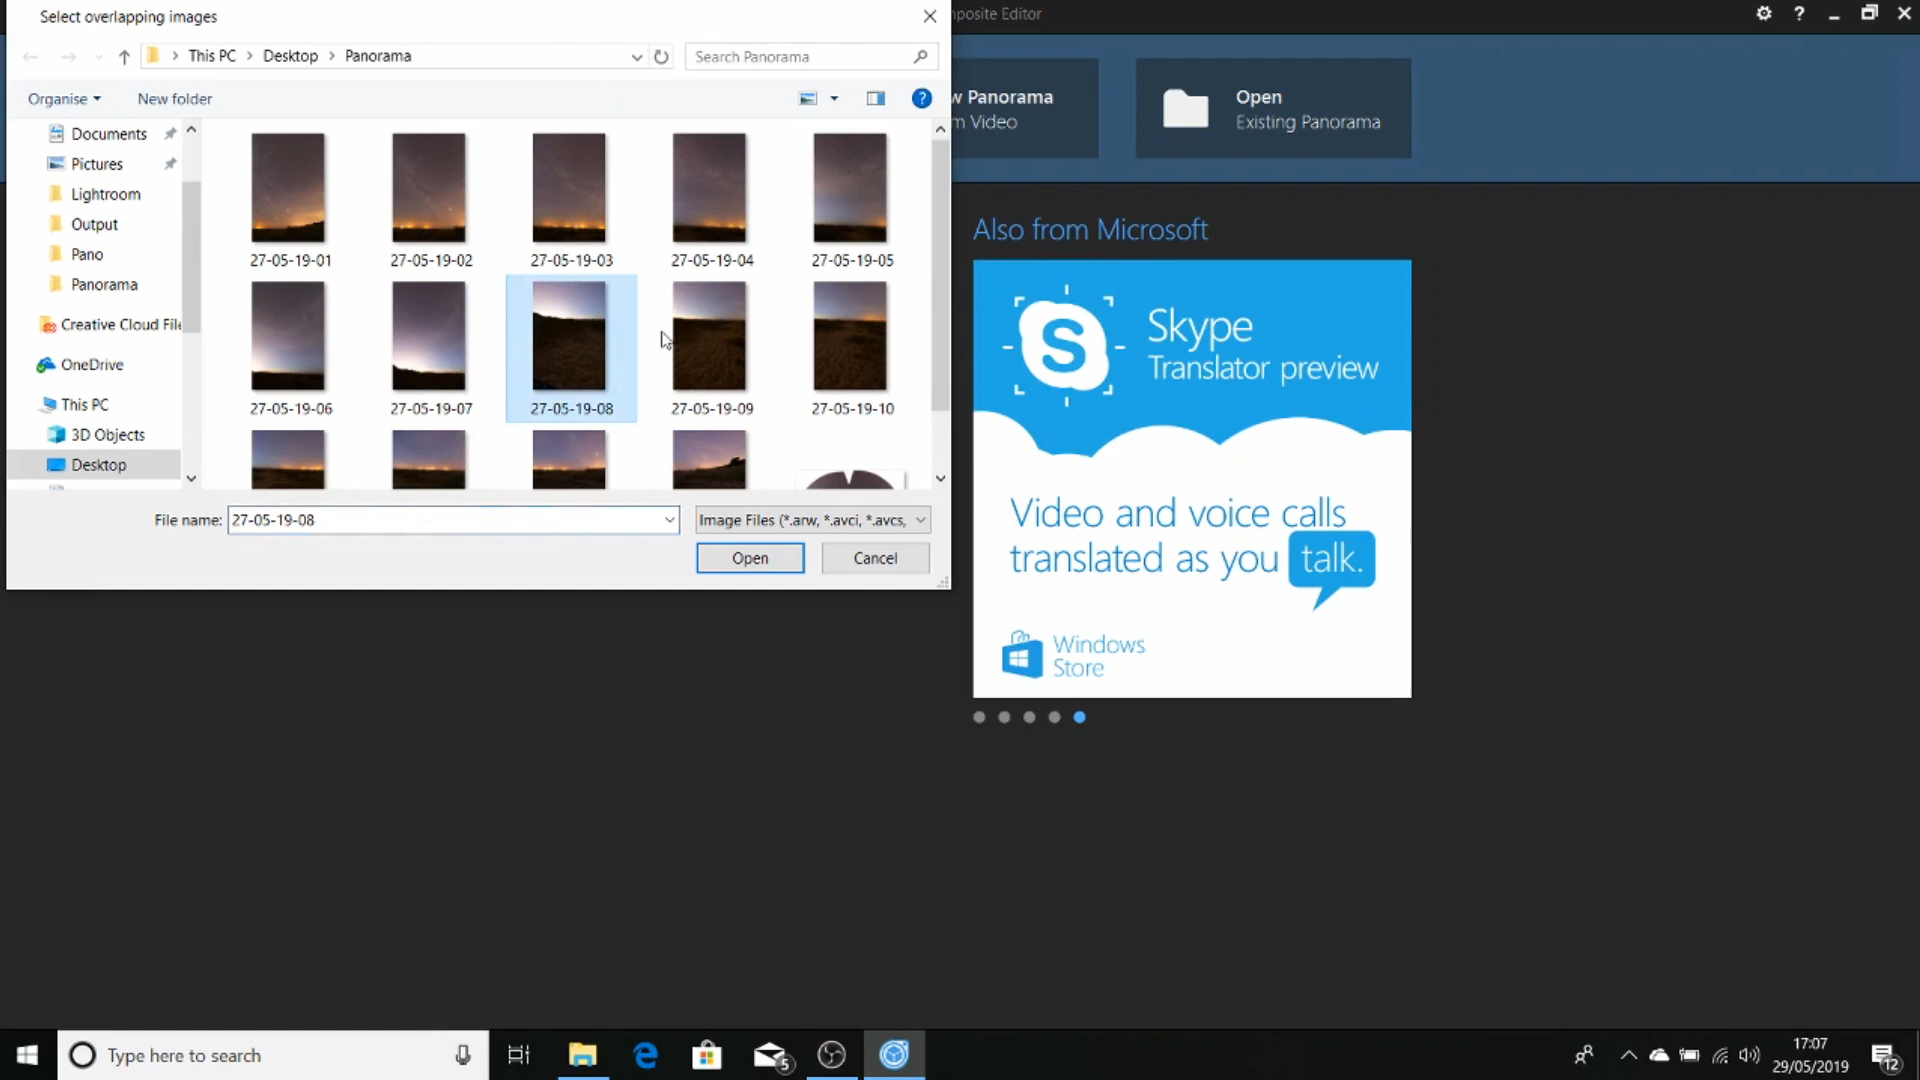 Select overlapping images
posite Editor
This PC
Desktop
Panorama
Search Panorama
Organise
New folder
w Panorama
m Video
Open
Existing Panorama
Documents
Pictures
Lightroom
Output
Pano
Panorama
Creative Cloud File
OneDrive
This PC
3D Objects
Desktop
27-05-19-01
27-05-19-02
27-05-19-03
27-05-19-04
27-05-19-05
27-05-19-06
27-05-19-07
27-05-19-08
27-05-19-09
27-05-19-10
File name:
27-05-19-08
Image Files (*.arw, *.avci, *.avcs,
Open
Cancel
Also from Microsoft
Skype
Translator preview
Video and voice calls
translated as you talk.
Windows
Store
Type here to search
5
17:07
29/05/2019
12